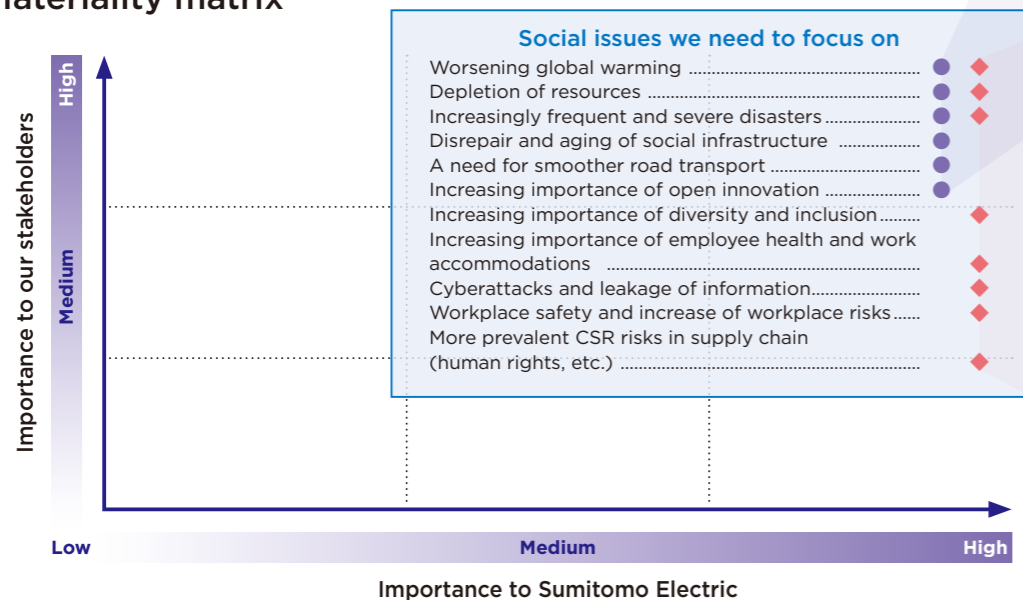 materiality matrix
Social issues we need to focus on
Worsening global warming ....................................................
Depletion of resources ............................................................
Increasingly frequent and severe disasters .....................
Disrepair and aging of social infrastructure ..................
A need for smoother road transport ..................................
Increasing importance of open innovation .....................
Increasing importance of diversity and inclusion .........
Increasing importance of employee health and work
accommodations ....................................................................
Cyberattacks and leakage of information ........................
Workplace safety and increase of workplace risks ......
More prevalent CSR risks in supply chain
(human rights, etc.) .................................................................
High
Medium
Importance to our stakeholders
Low
Medium
High
Importance to Sumitomo Electric